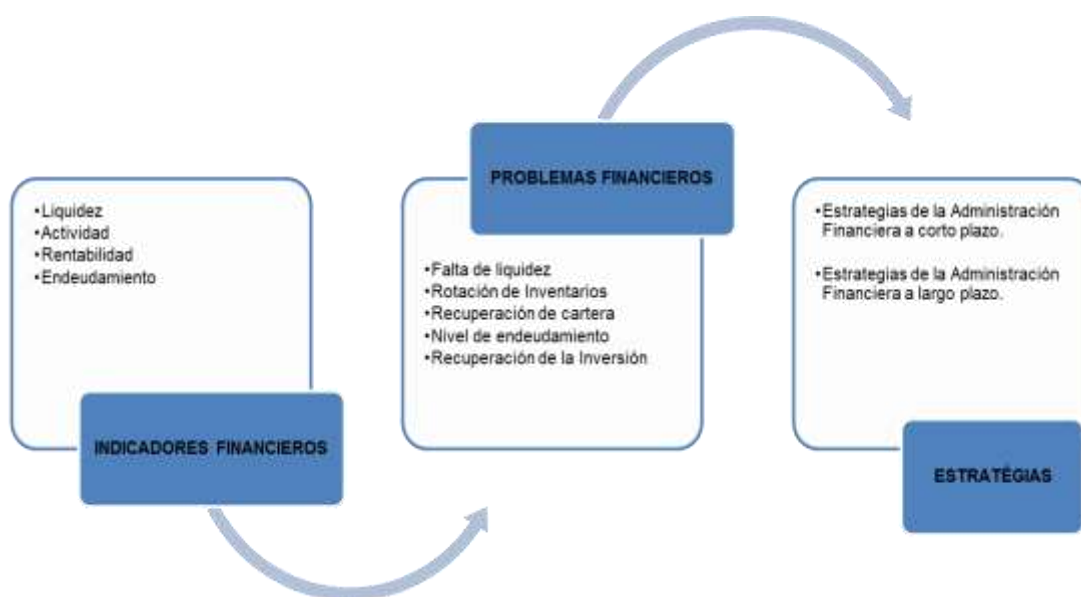 •Liquidez
•Actividad
•Rentabilidad
•Endeudamiento
INDICADORES FINANCIEROS
PROBLEMAS FINANCIEROS
•Falta de liquidez
•Rotación de Inventarios
•Recuperación de cartera
•Nivel de endeudamiento
•Recuperación de la Inversión
•Estrategias de la Administración
Financiera a corto plazo.
•Estrategias de la Administración
Financiera a largo plazo.
ESTRATÉGIAS